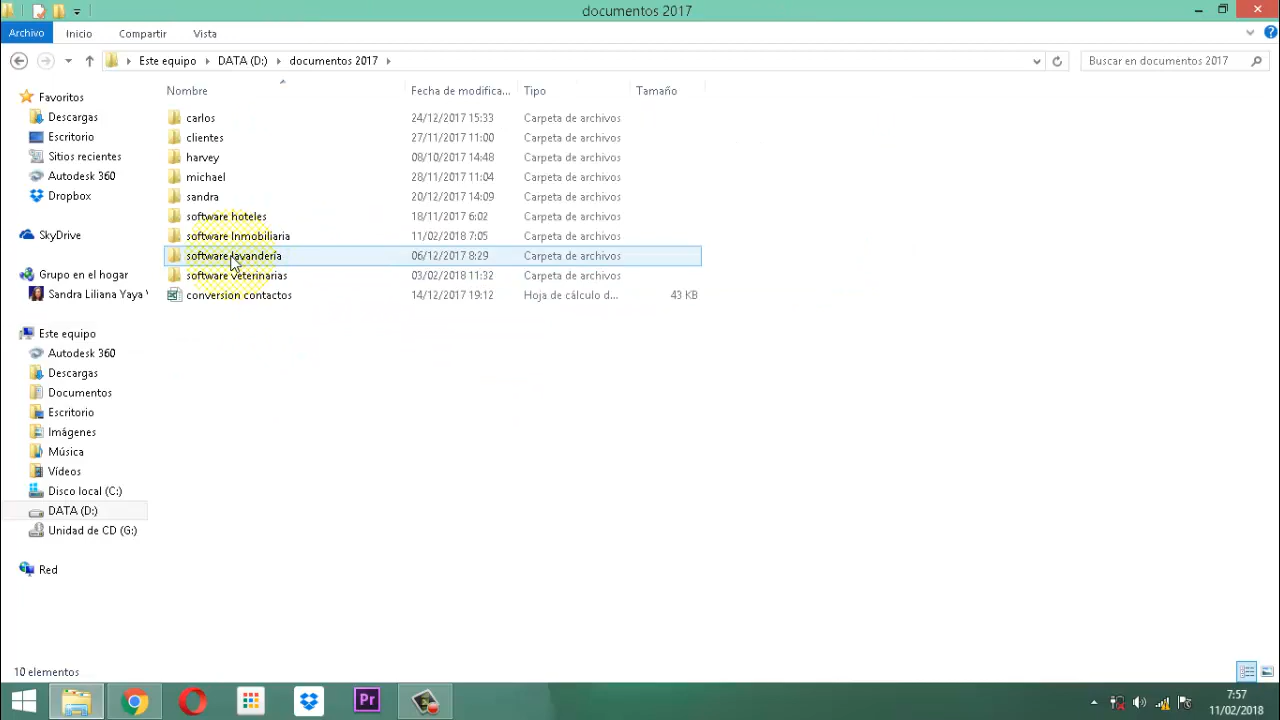 documentos 2017
Archivo Inicio Compartir Vista
Este equipo DATA (D:) documentos 2017 Buscar en documentos 2017
Nombre Fecha de modifica... Tipo Tamaño
carlos 24/12/2017 15:33 Carpeta de archivos
clientes 27/11/2017 11:00 Carpeta de archivos
harvey 08/10/2017 14:48 Carpeta de archivos
michael 28/11/2017 11:04 Carpeta de archivos
sandra 20/12/2017 14:09 Carpeta de archivos
software hoteles 18/11/2017 6:02 Carpeta de archivos
software Inmobiliaria 11/02/2018 7:05 Carpeta de archivos
software lavanderia 06/12/2017 8:29 Carpeta de archivos
software veterinarias 03/02/2018 11:32 Carpeta de archivos
conversion contactos 14/12/2017 19:12 Hoja de cálculo d... 43 KB
Favoritos
Descargas
Escritorio
Sitios recientes
Autodesk 360
Dropbox
SkyDrive
Grupo en el hogar
Sandra Liliana Yaya
Este equipo
Autodesk 360
Descargas
Documentos
Escritorio
Imágenes
Música
Vídeos
Disco local (C:)
DATA (D:)
Unidad de CD (G:)
Red
10 elementos
Pr
7:57
11/02/2018